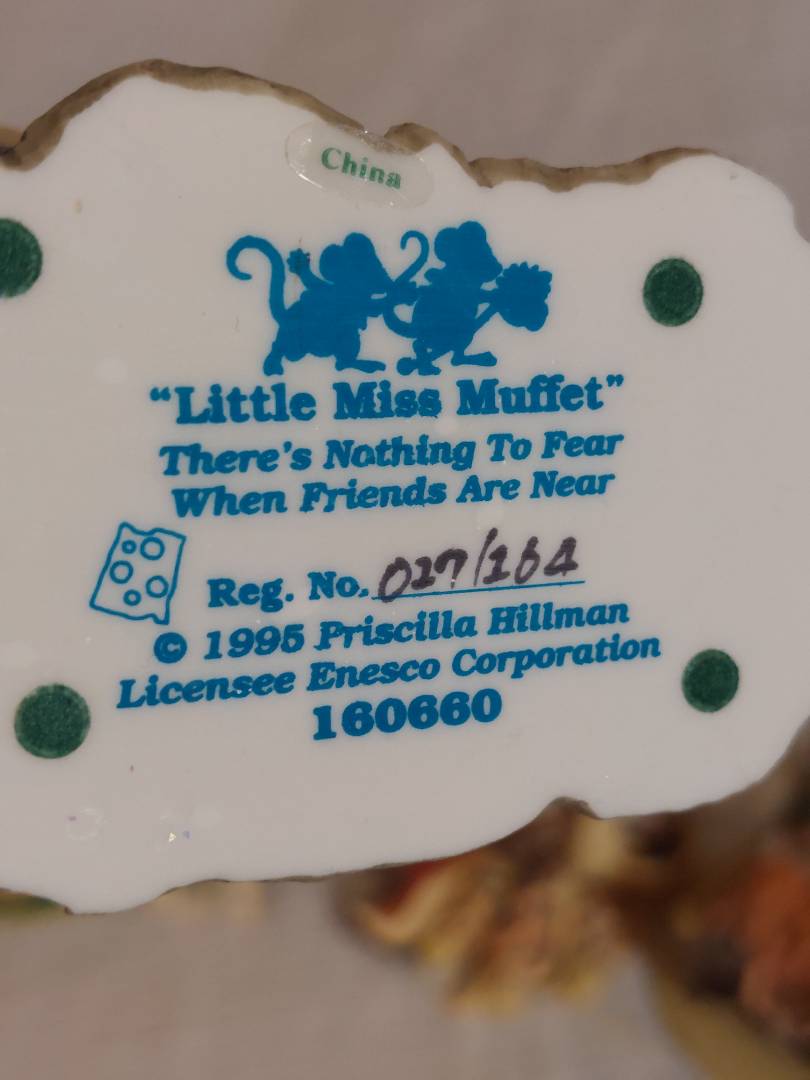 China
“Little Miss Muffet”
There's Nothing To Fear
When Friends Are Near
Reg. No. 027/164
© 1995 Priscilla Hillman
Licensee Enesco Corporation
160660